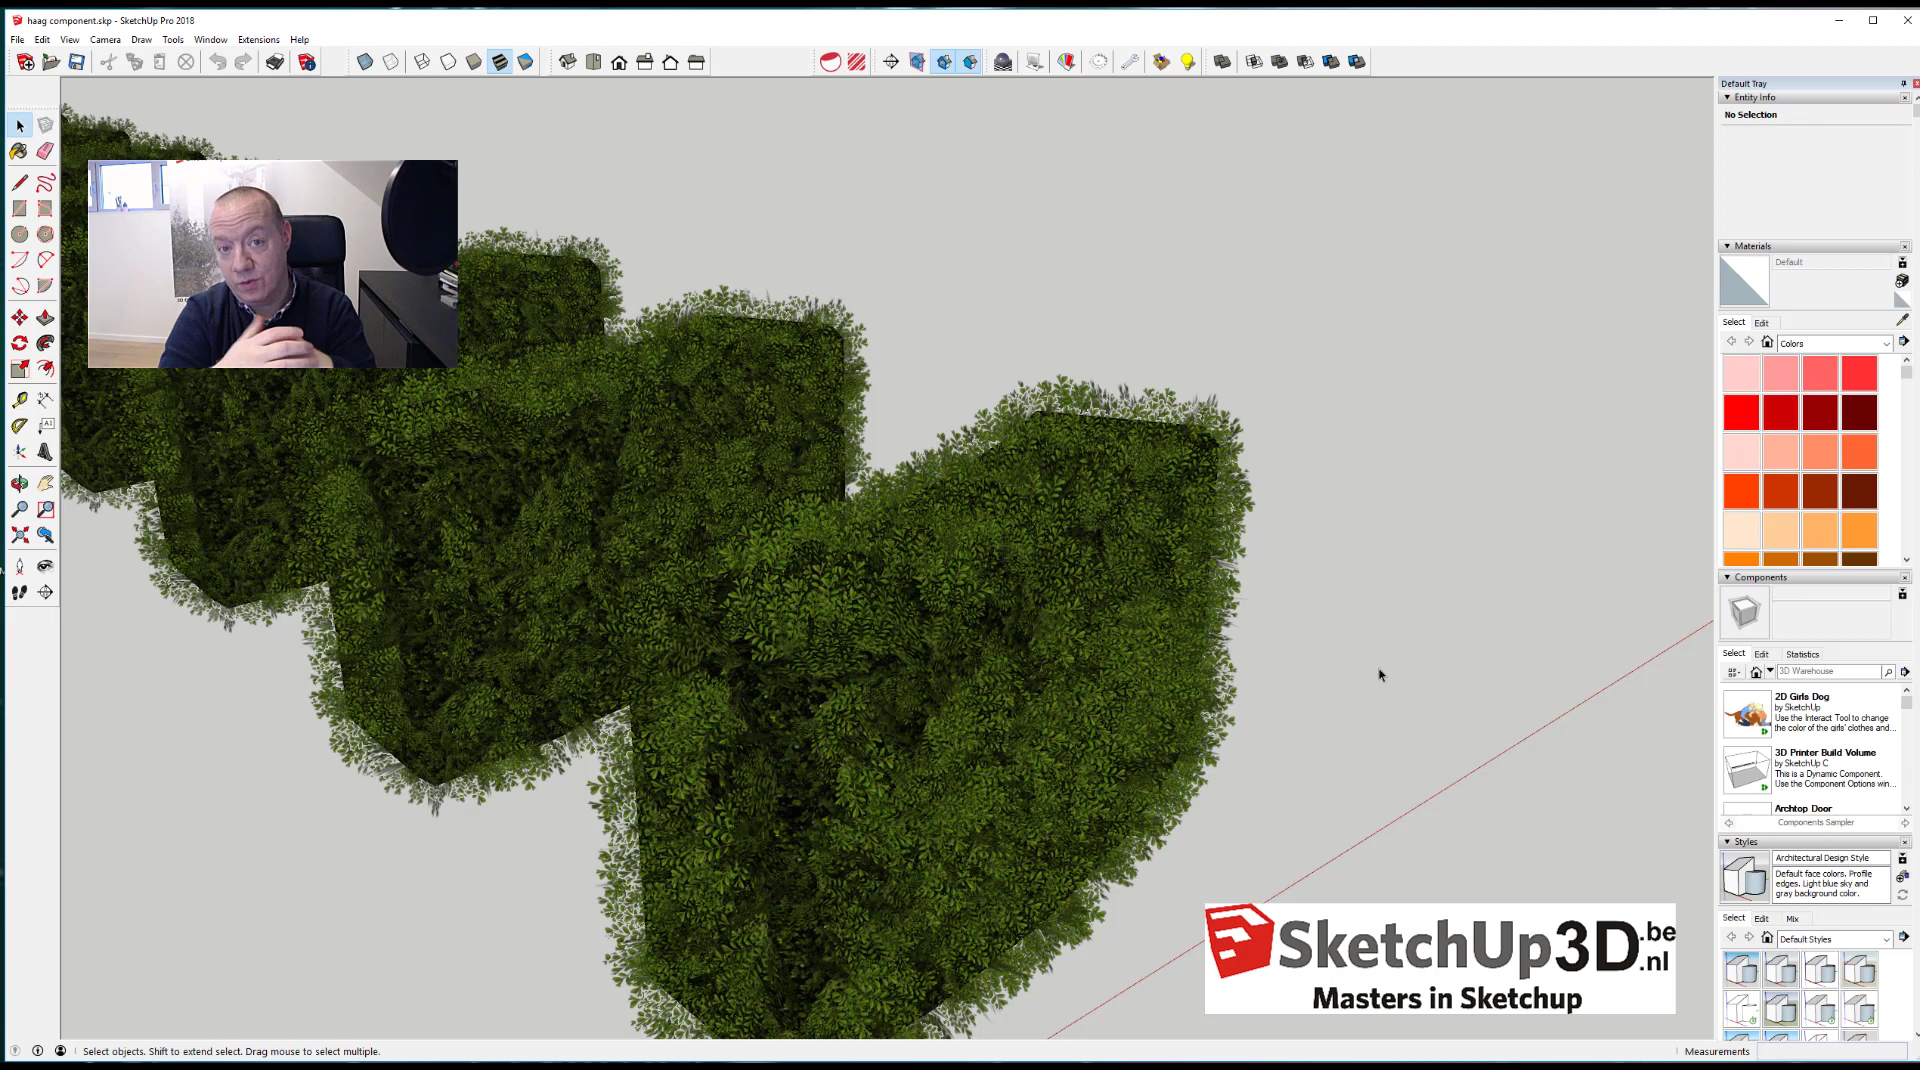 haag component.skp - SketchUp Pro 2018
File Edit View Camera Draw Tools Window Extensions Help
Default Tray
Entity Info
No Selection
Materials
Default
Select Edit
Colors
Components
Select Edit Statistics
3D Warehouse
2D Girls Dog
by SketchUp
Use the Interact Tool to change
the color of the girls' clothes and...
3D Printer Build Volume
by SketchUp C
This is a Dynamic Component.
Use the Component Options win...
Archtop Door
Components Sampler
Styles
Architectural Design Style
Default face colors. Profile
edges. Light blue sky and
gray background color.
Select Edit Mix
Default Styles
SketchUp3D.be
.nl
Masters in Sketchup
Select objects. Shift to extend select. Drag mouse to select multiple.
Measurements